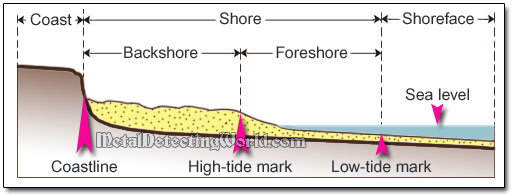 Coast
Shore
Shoreface
Backshore
Foreshore
Sea level
MetalDetectingWorld.com
Coastline
High-tide mark
Low-tide mark